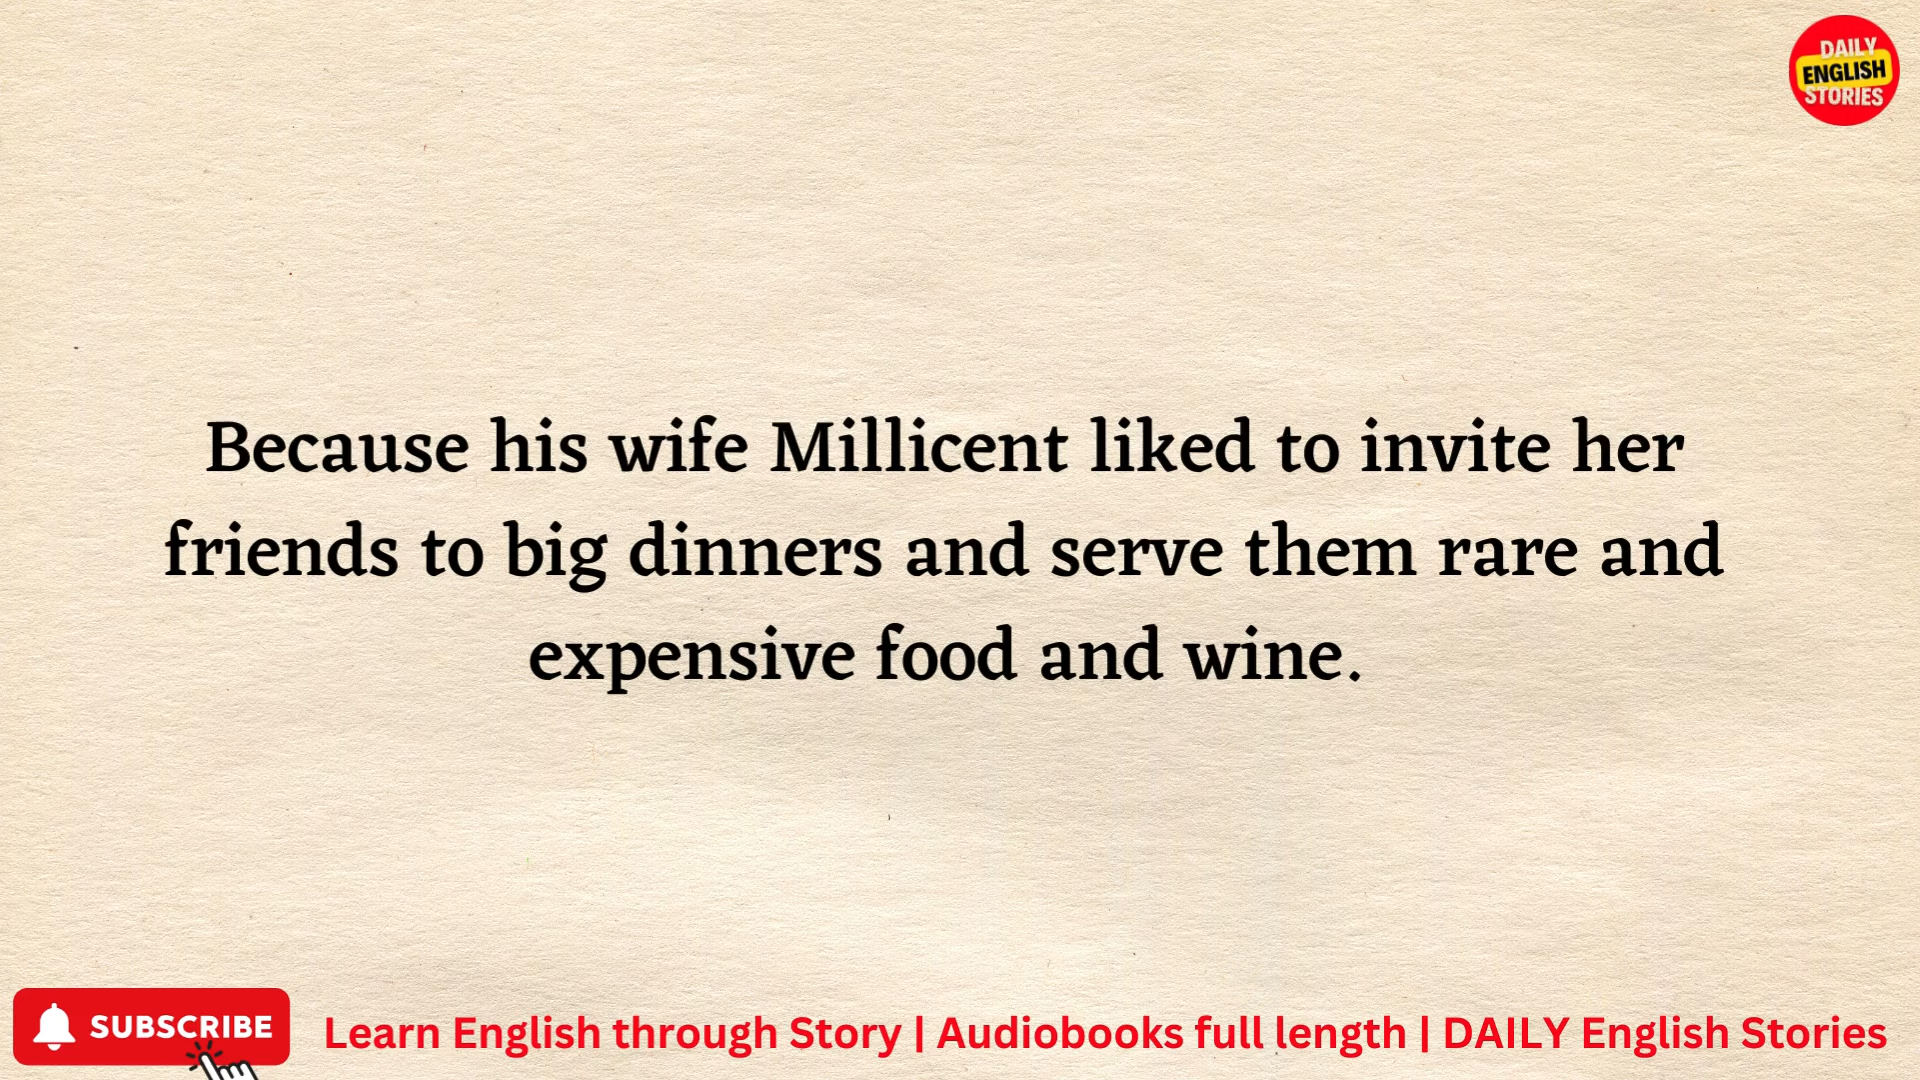 DAILY
ENGLISH
STORIES
Because his wife Millicent liked to invite her
friends to big dinners and serve them rare and
expensive food and wine.
SUBSCRIBE
Learn English through Story | Audiobooks full length | DAILY English Stories